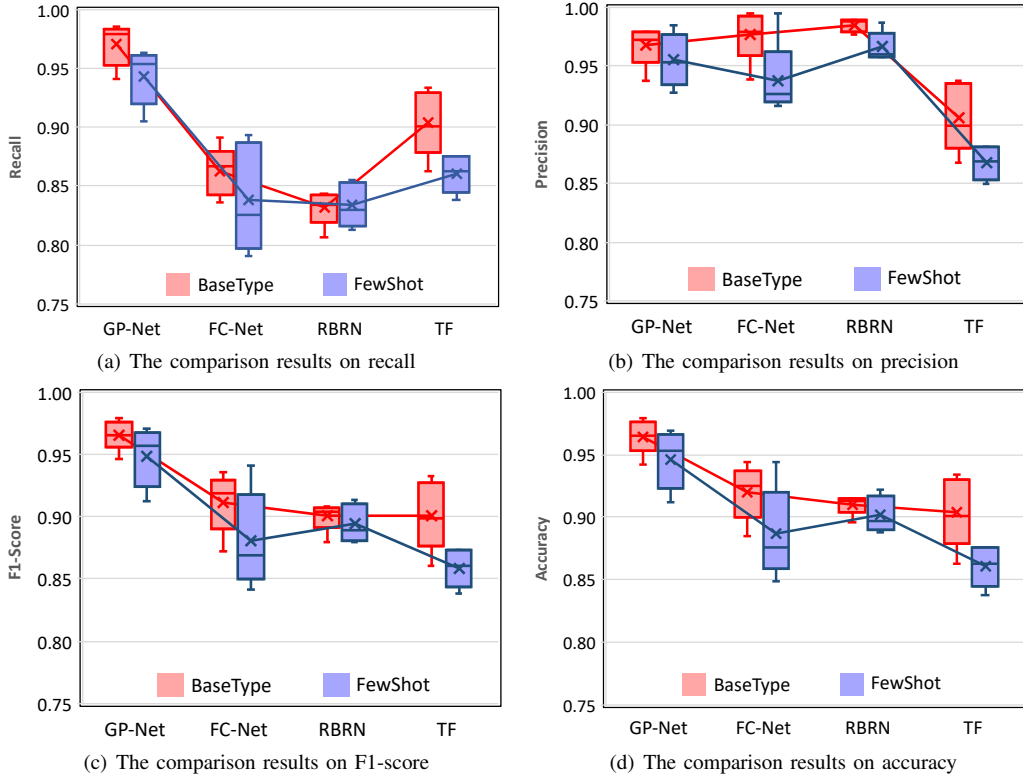 1.00
0.95
0.90
0.85
0.80
0.75
Recall
BaseType
FewShot
GP-Net
FC-Net
RBRN
TF
(a) The comparison results on recall
1.00
0.95
0.90
0.85
0.80
0.75
Precision
BaseType
FewShot
GP-Net
FC-Net
RBRN
TF
(b) The comparison results on precision
1.00
0.95
0.90
0.85
0.80
0.75
F1-Score
BaseType
FewShot
GP-Net
FC-Net
RBRN
TF
(c) The comparison results on F1-score
1.00
0.95
0.90
0.85
0.80
0.75
Accuracy
BaseType
FewShot
GP-Net
FC-Net
RBRN
TF
(d) The comparison results on accuracy